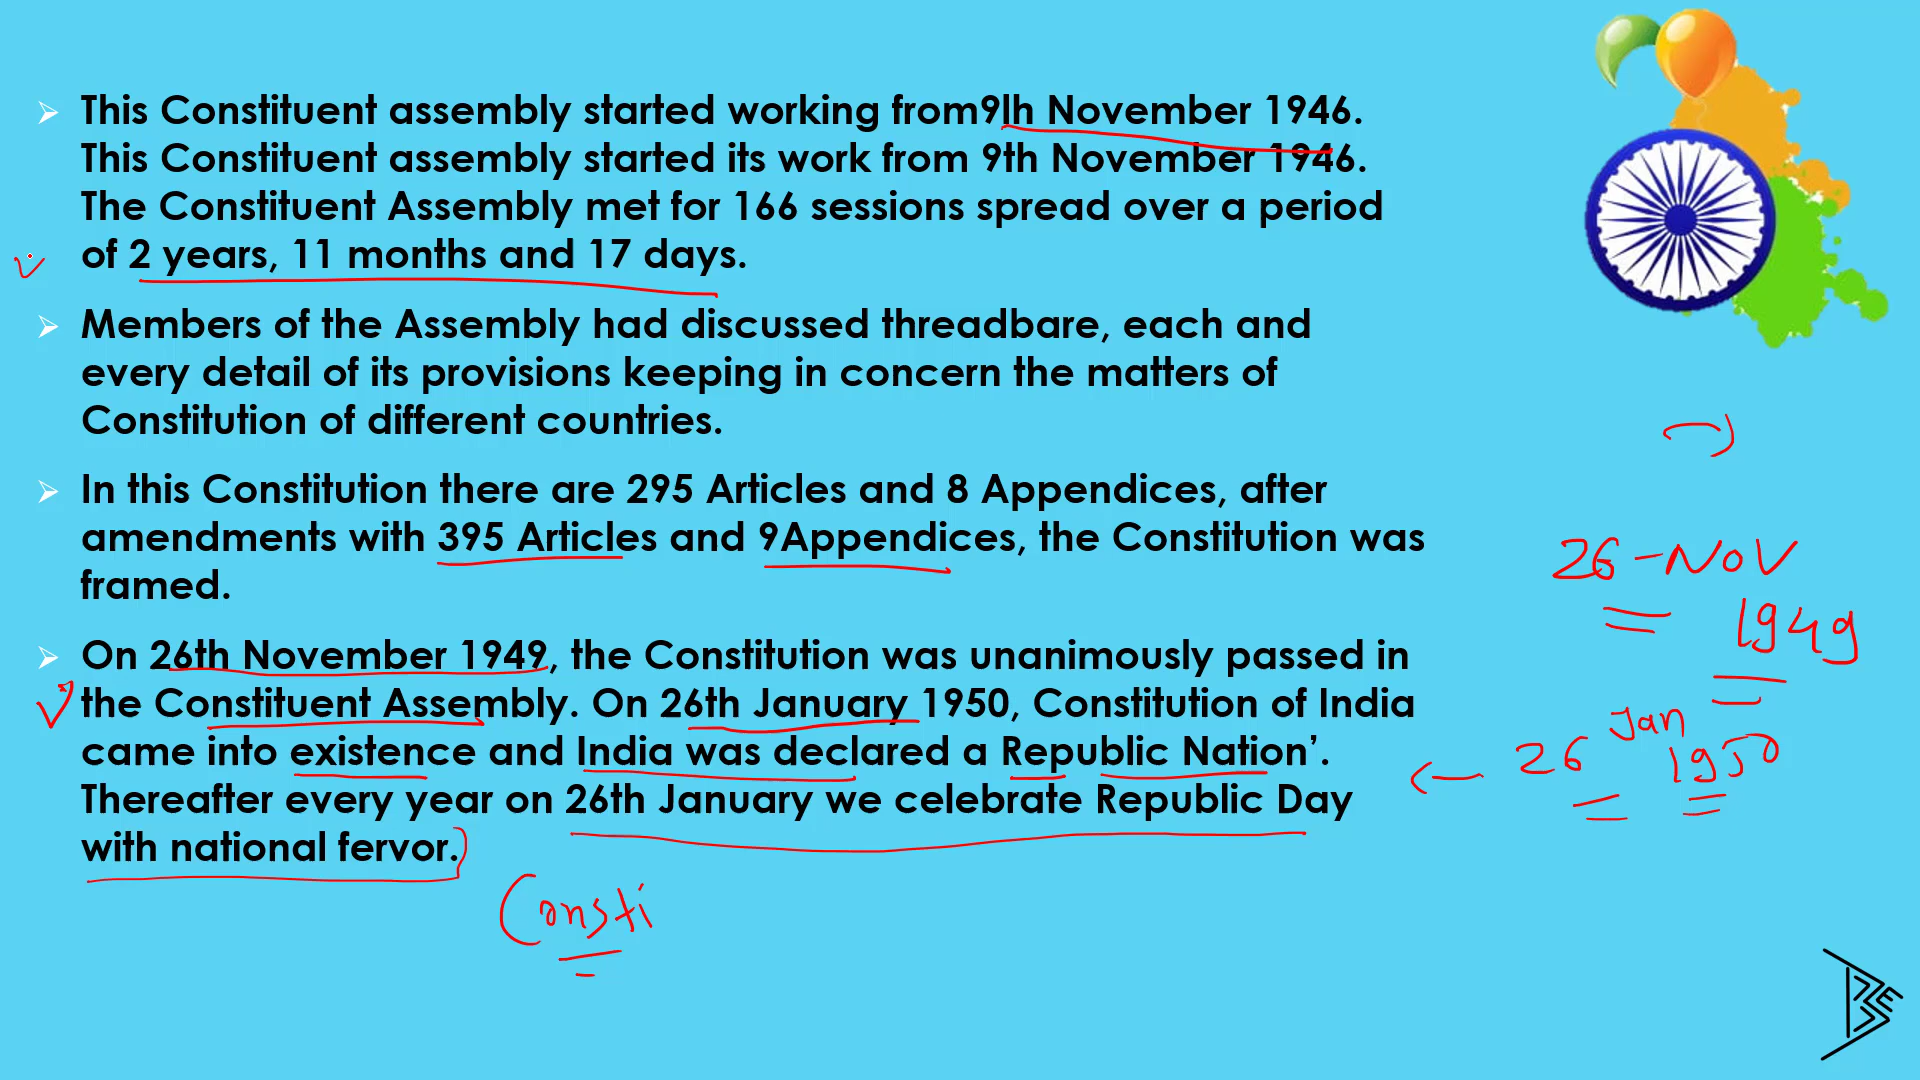 This Constituent assembly started working from9lh November 1946.
This Constituent assembly started its work from 9th November 1946.
The Constituent Assembly met for 166 sessions spread over a period
of 2 years, 11 months and 17 days.
Members of the Assembly had discussed threadbare, each and
every detail of its provisions keeping in concern the matters of
Constitution of different countries.
In this Constitution there are 295 Articles and 8 Appendices, after
amendments with 395 Articles and 9Appendices, the Constitution was
framed.
On 26th November 1949, the Constitution was unanimously passed in
the Constituent Assembly. On 26th January 1950, Constitution of India
came into existence and India was declared a Republic Nation’.
Thereafter every year on 26th January we celebrate Republic Day
with national fervor.
Consti
26-Nov
1949
26 Jan 1950